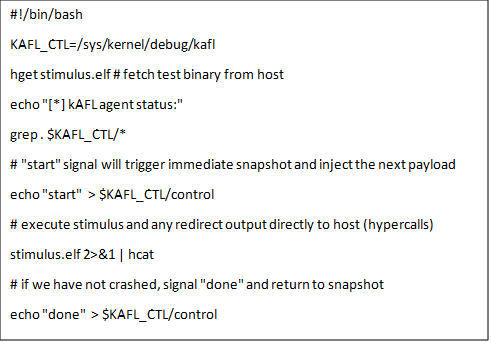 #!/bin/bash
KAFL_CTL=/sys/kernel/debug/kafl
hget stimulus.elf # fetch test binary from host
echo "[*] kAFL agent status:"
grep . $KAFL_CTL/*
# "start" signal will trigger immediate snapshot and inject the next payload
echo "start"  > $KAFL_CTL/control
# execute stimulus and any redirect output directly to host (hypercalls)
stimulus.elf 2>&1 | hcat
# if we have not crashed, signal "done" and return to snapshot
echo "done"  > $KAFL_CTL/control